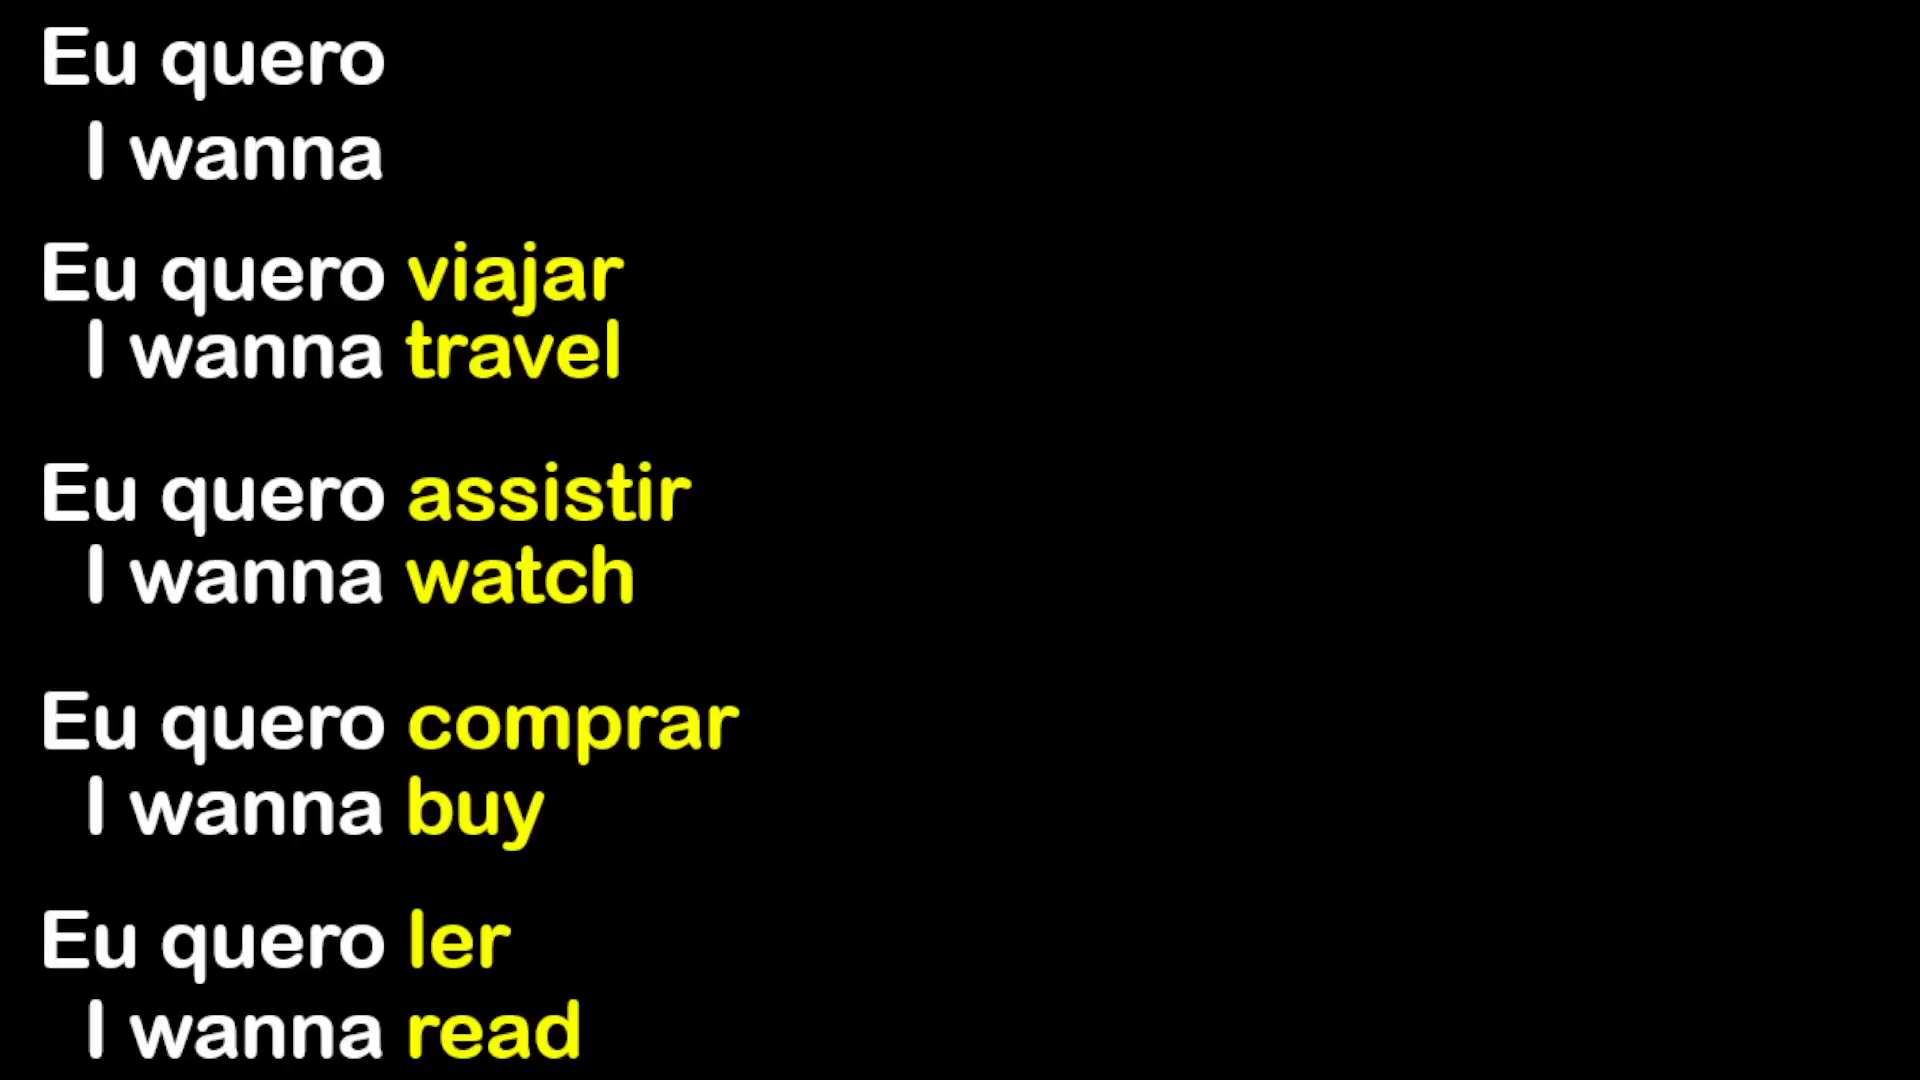 Eu quero
I wanna
Eu quero viajar
I wanna travel
Eu quero assistir
I wanna watch
Eu quero comprar
I wanna buy
Eu quero ler
I wanna read